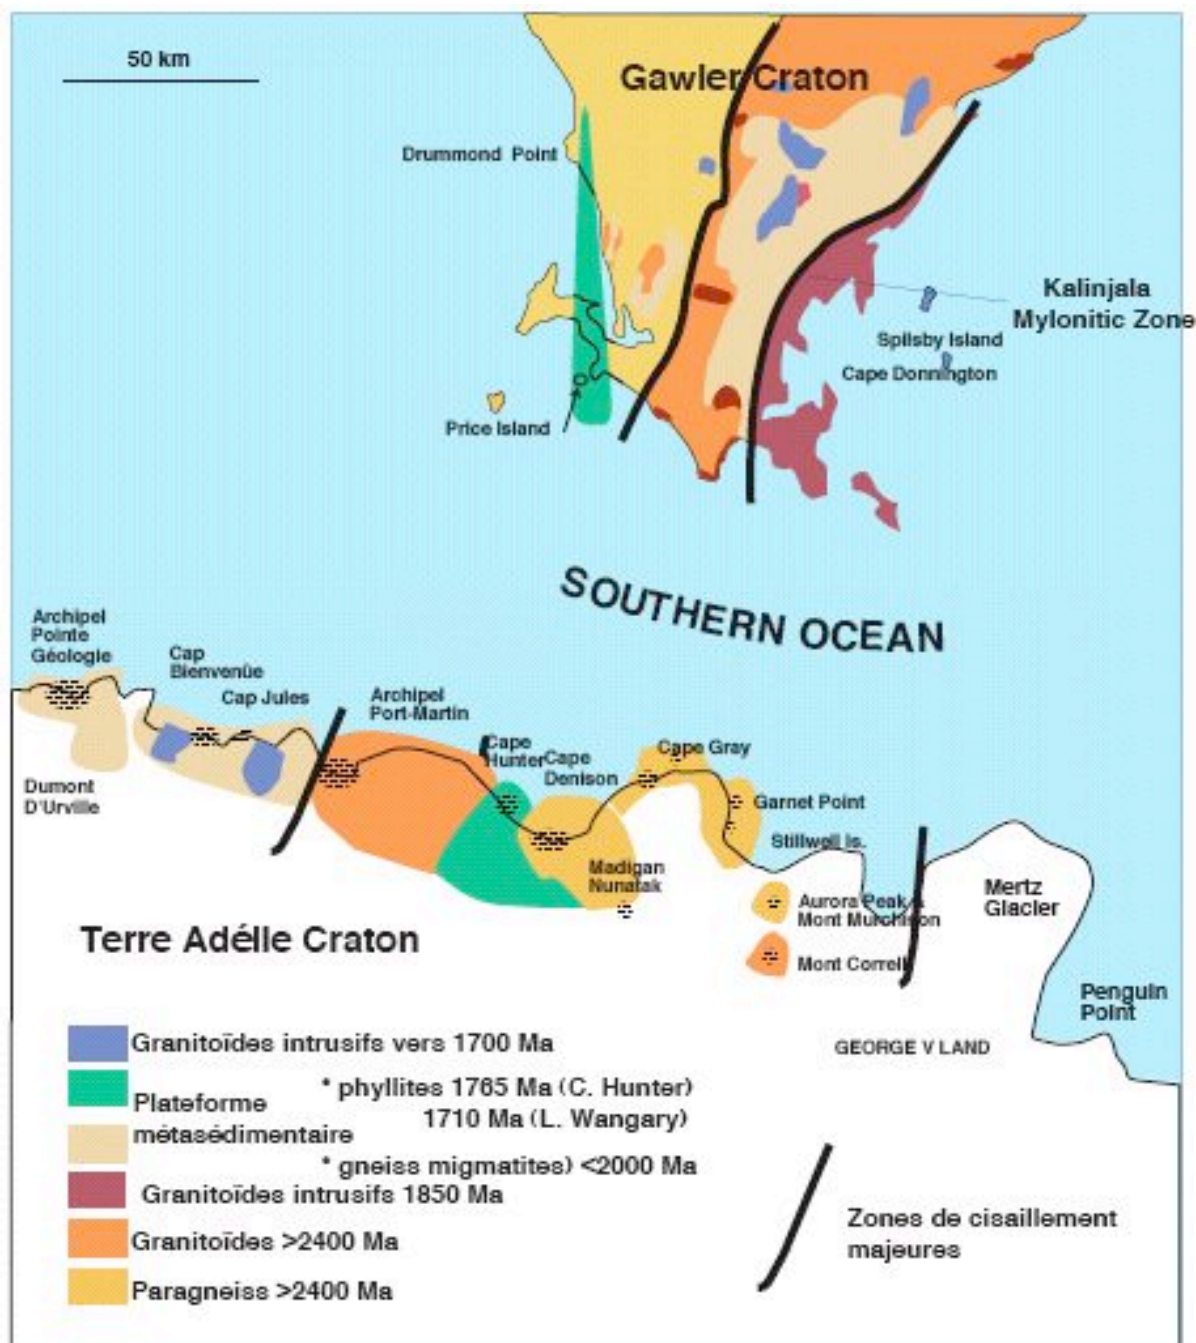 50 km
Gawler Craton
Drummond Point
Kalinjala
Mylonitic Zone
Spilsby Island
Cape Donnington
Price Island
SOUTHERN OCEAN
Archipel
Pointe
Géologie
Cap
Bienvenüe
Cap Jules
Archipel
Port-Martin
Cape
Hunter
Cape
Denison
Cape Gray
Garnet Point
Stillwell Is.
Dumont
D'Urville
Madigan
Nunatak
Aurora Peak &
Mont Murchison
Mont Correll
Mertz
Glacier
Terre Adélie Craton
Penguin
Point
GEORGE V LAND
Granitoïdes intrusifs vers 1700 Ma
* phyllites 1765 Ma (C. Hunter)
Plateforme
1710 Ma (L. Wangary)
métasédimentaire
* gneiss migmatites) <2000 Ma
Granitoïdes intrusifs 1850 Ma
Granitoïdes >2400 Ma
Paragneiss >2400 Ma
Zones de cisaillement
majeures